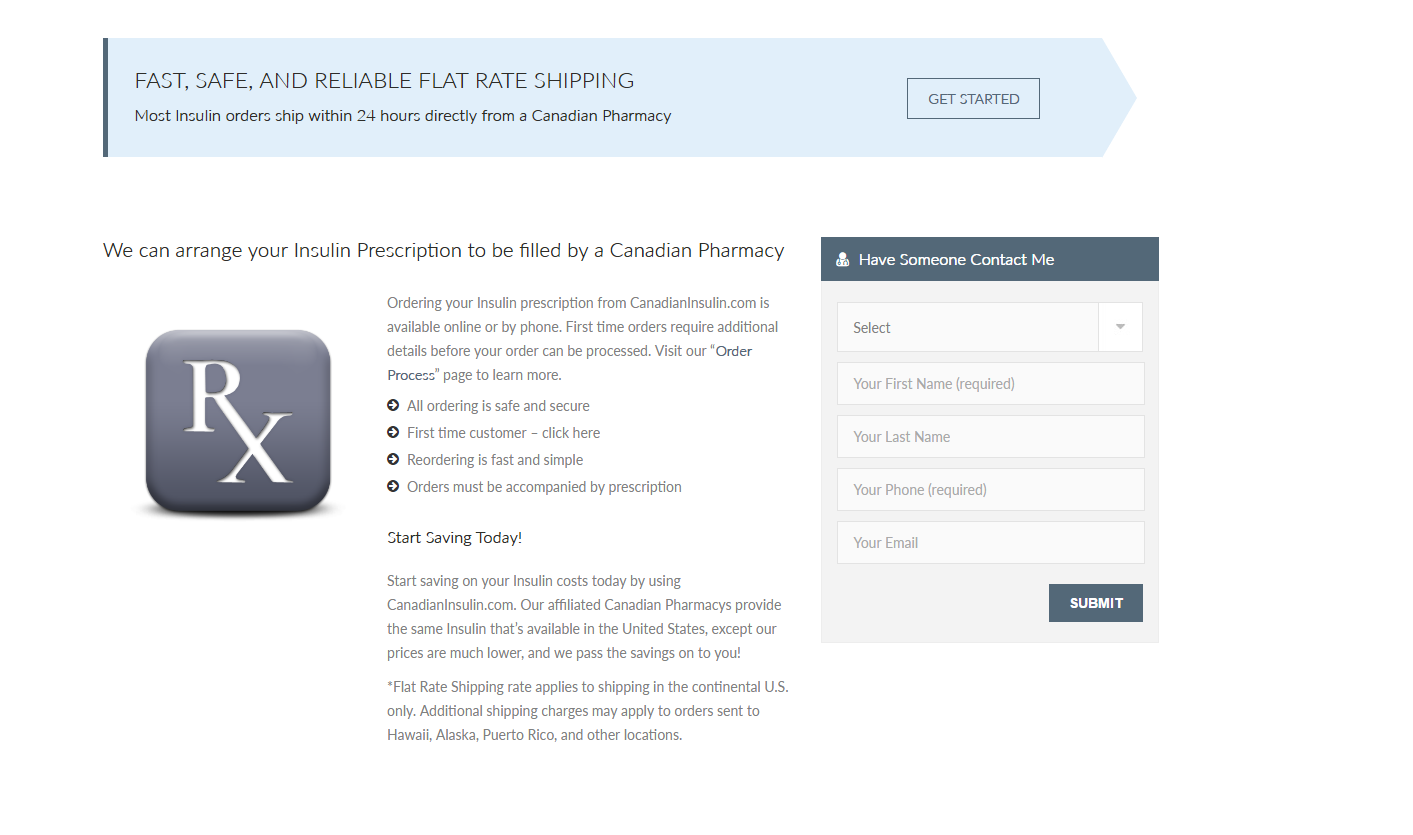 FAST, SAFE, AND RELIABLE FLAT RATE SHIPPING
Most Insulin orders ship within 24 hours directly from a Canadian Pharmacy
GET STARTED
We can arrange your Insulin Prescription to be filled by a Canadian Pharmacy
RX
Ordering your Insulin prescription from CanadianInsulin.com is
available online or by phone. First time orders require additional
details before your order can be processed. Visit our “Order
Process” page to learn more.
All ordering is safe and secure
First time customer – click here
Reordering is fast and simple
Orders must be accompanied by prescription
Start Saving Today!
Start saving on your Insulin costs today by using
CanadianInsulin.com. Our affiliated Canadian Pharmacys provide
the same Insulin that’s available in the United States, except our
prices are much lower, and we pass the savings on to you!
*Flat Rate Shipping rate applies to shipping in the continental U.S.
only. Additional shipping charges may apply to orders sent to
Hawaii, Alaska, Puerto Rico, and other locations.
Have Someone Contact Me
Select
Your First Name (required)
Your Last Name
Your Phone (required)
Your Email
SUBMIT